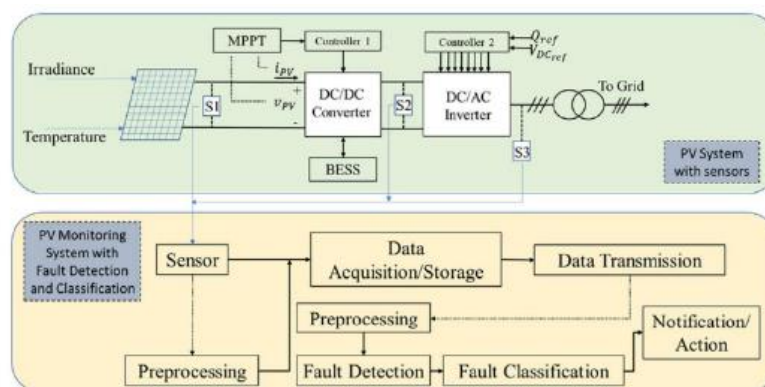 MPPT
Controller 1
Controller 2
Q_ref
V_DC_ref
Irradiance
i_PV
To Grid
S1
+
v_PV
DC/DC
Converter
S2
DC/AC
Inverter
Temperature
-
S3
BESS
PV System
with sensors
PV Monitoring
System with
Fault Detection
and Classification
Sensor
Data
Acquisition/Storage
Data Transmission
Preprocessing
Notification/
Action
Preprocessing
Fault Detection
Fault Classification